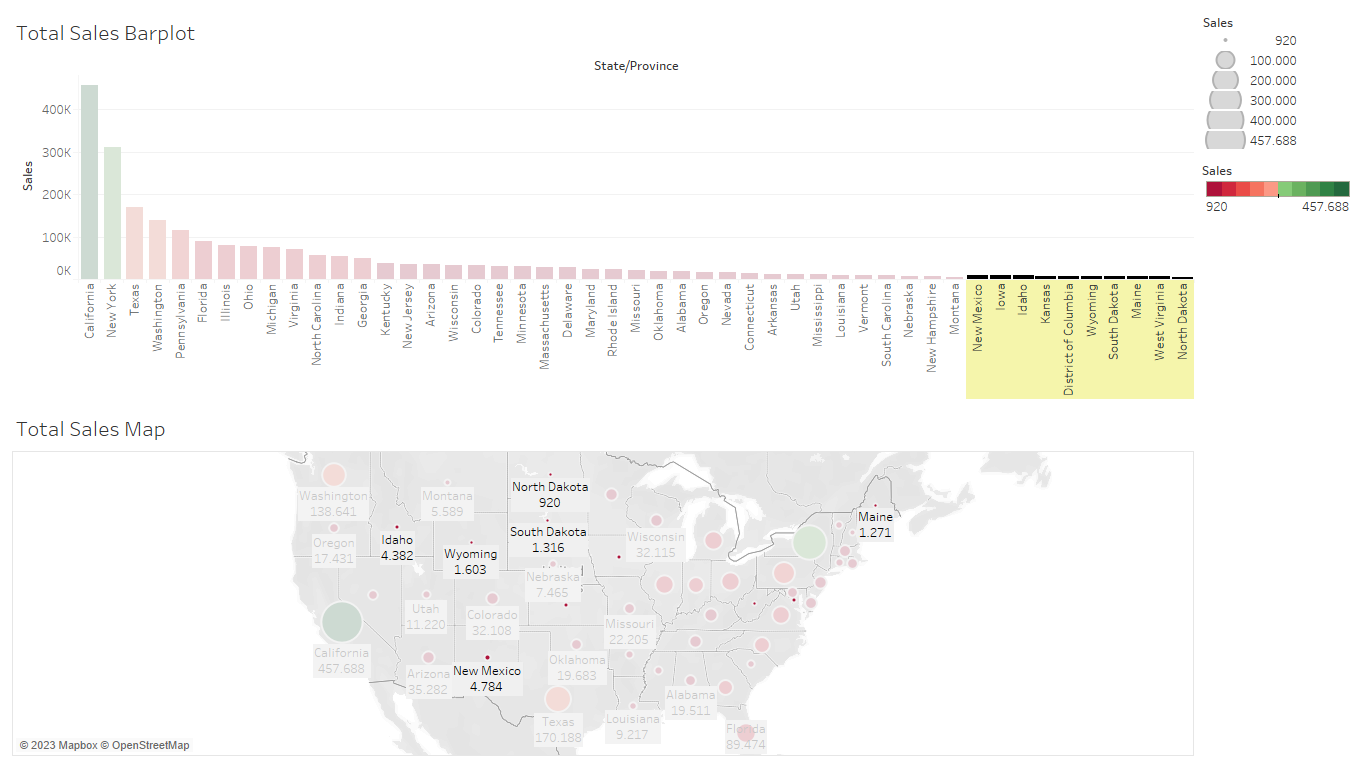 Total Sales Barplot
State/Province
Sales
400K
300K
200K
100K
0K
California
New York
Texas
Washington
Pennsylvania
Florida
Illinois
Ohio
Michigan
Virginia
North Carolina
Indiana
Georgia
Kentucky
New Jersey
Arizona
Wisconsin
Colorado
Tennessee
Minnesota
Massachusetts
Delaware
Maryland
Rhode Island
Missouri
Oklahoma
Alabama
Oregon
Nevada
Connecticut
Arkansas
Utah
Mississippi
Louisiana
Vermont
South Carolina
Nebraska
New Hampshire
Montana
New Mexico
Iowa
Idaho
Kansas
District of Columbia
Wyoming
South Dakota
Maine
West Virginia
North Dakota
Sales
920
100.000
200.000
300.000
400.000
457.688
Sales
920 457.688
Total Sales Map
Washington
138.641
Montana
5.589
North Dakota
920
Maine
1.271
Oregon
17.431
Idaho
4.382
Wyoming
1.603
South Dakota
1.316
Wisconsin
32.115
Nebraska
7.465
Utah
11.220
Colorado
32.108
Missouri
22.205
California
457.688
Arizona
35.282
New Mexico
4.784
Oklahoma
19.683
Alabama
19.511
Texas
170.188
Louisiana
9.217
Florida
89.474
© 2023 Mapbox © OpenStreetMap